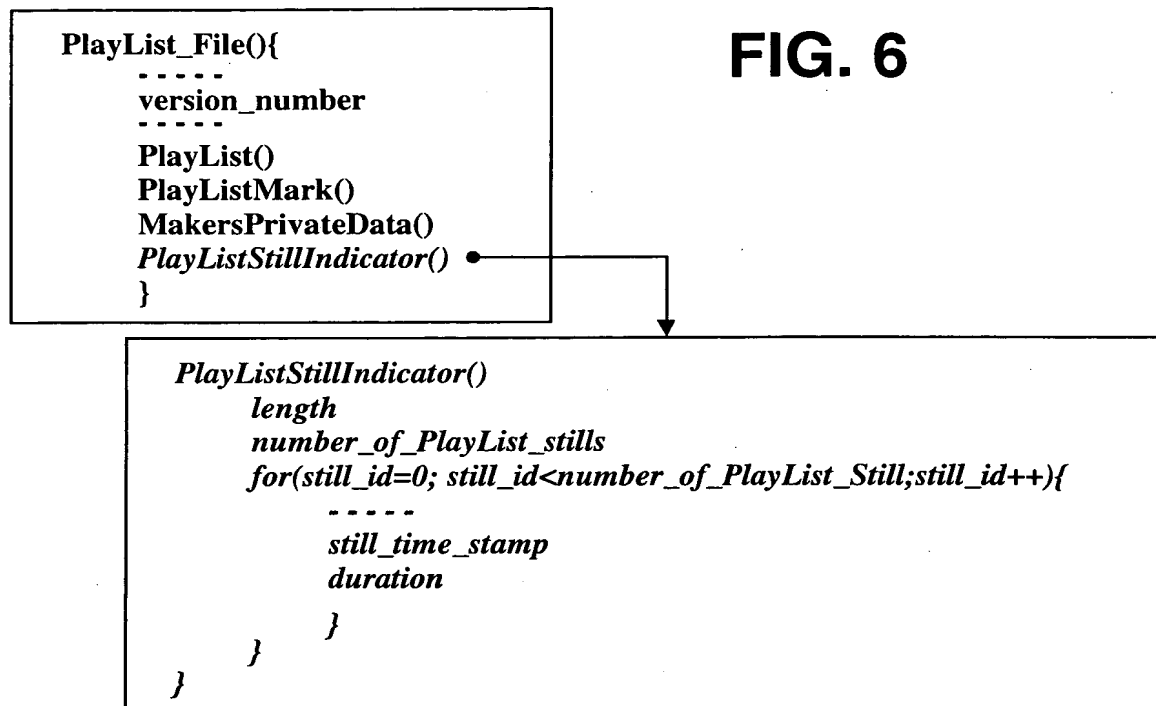 FIG. 6
PlayList_File(){
- - - - -
version_number
- - - - -
PlayList()
PlayListMark()
MakersPrivateData()
PlayListStillIndicator()
}
PlayListStillIndicator()
length
number_of_PlayList_stills
for(still_id=0; still_id<number_of_PlayList_Still;still_id++){
- - - - -
still_time_stamp
duration
}
}
}